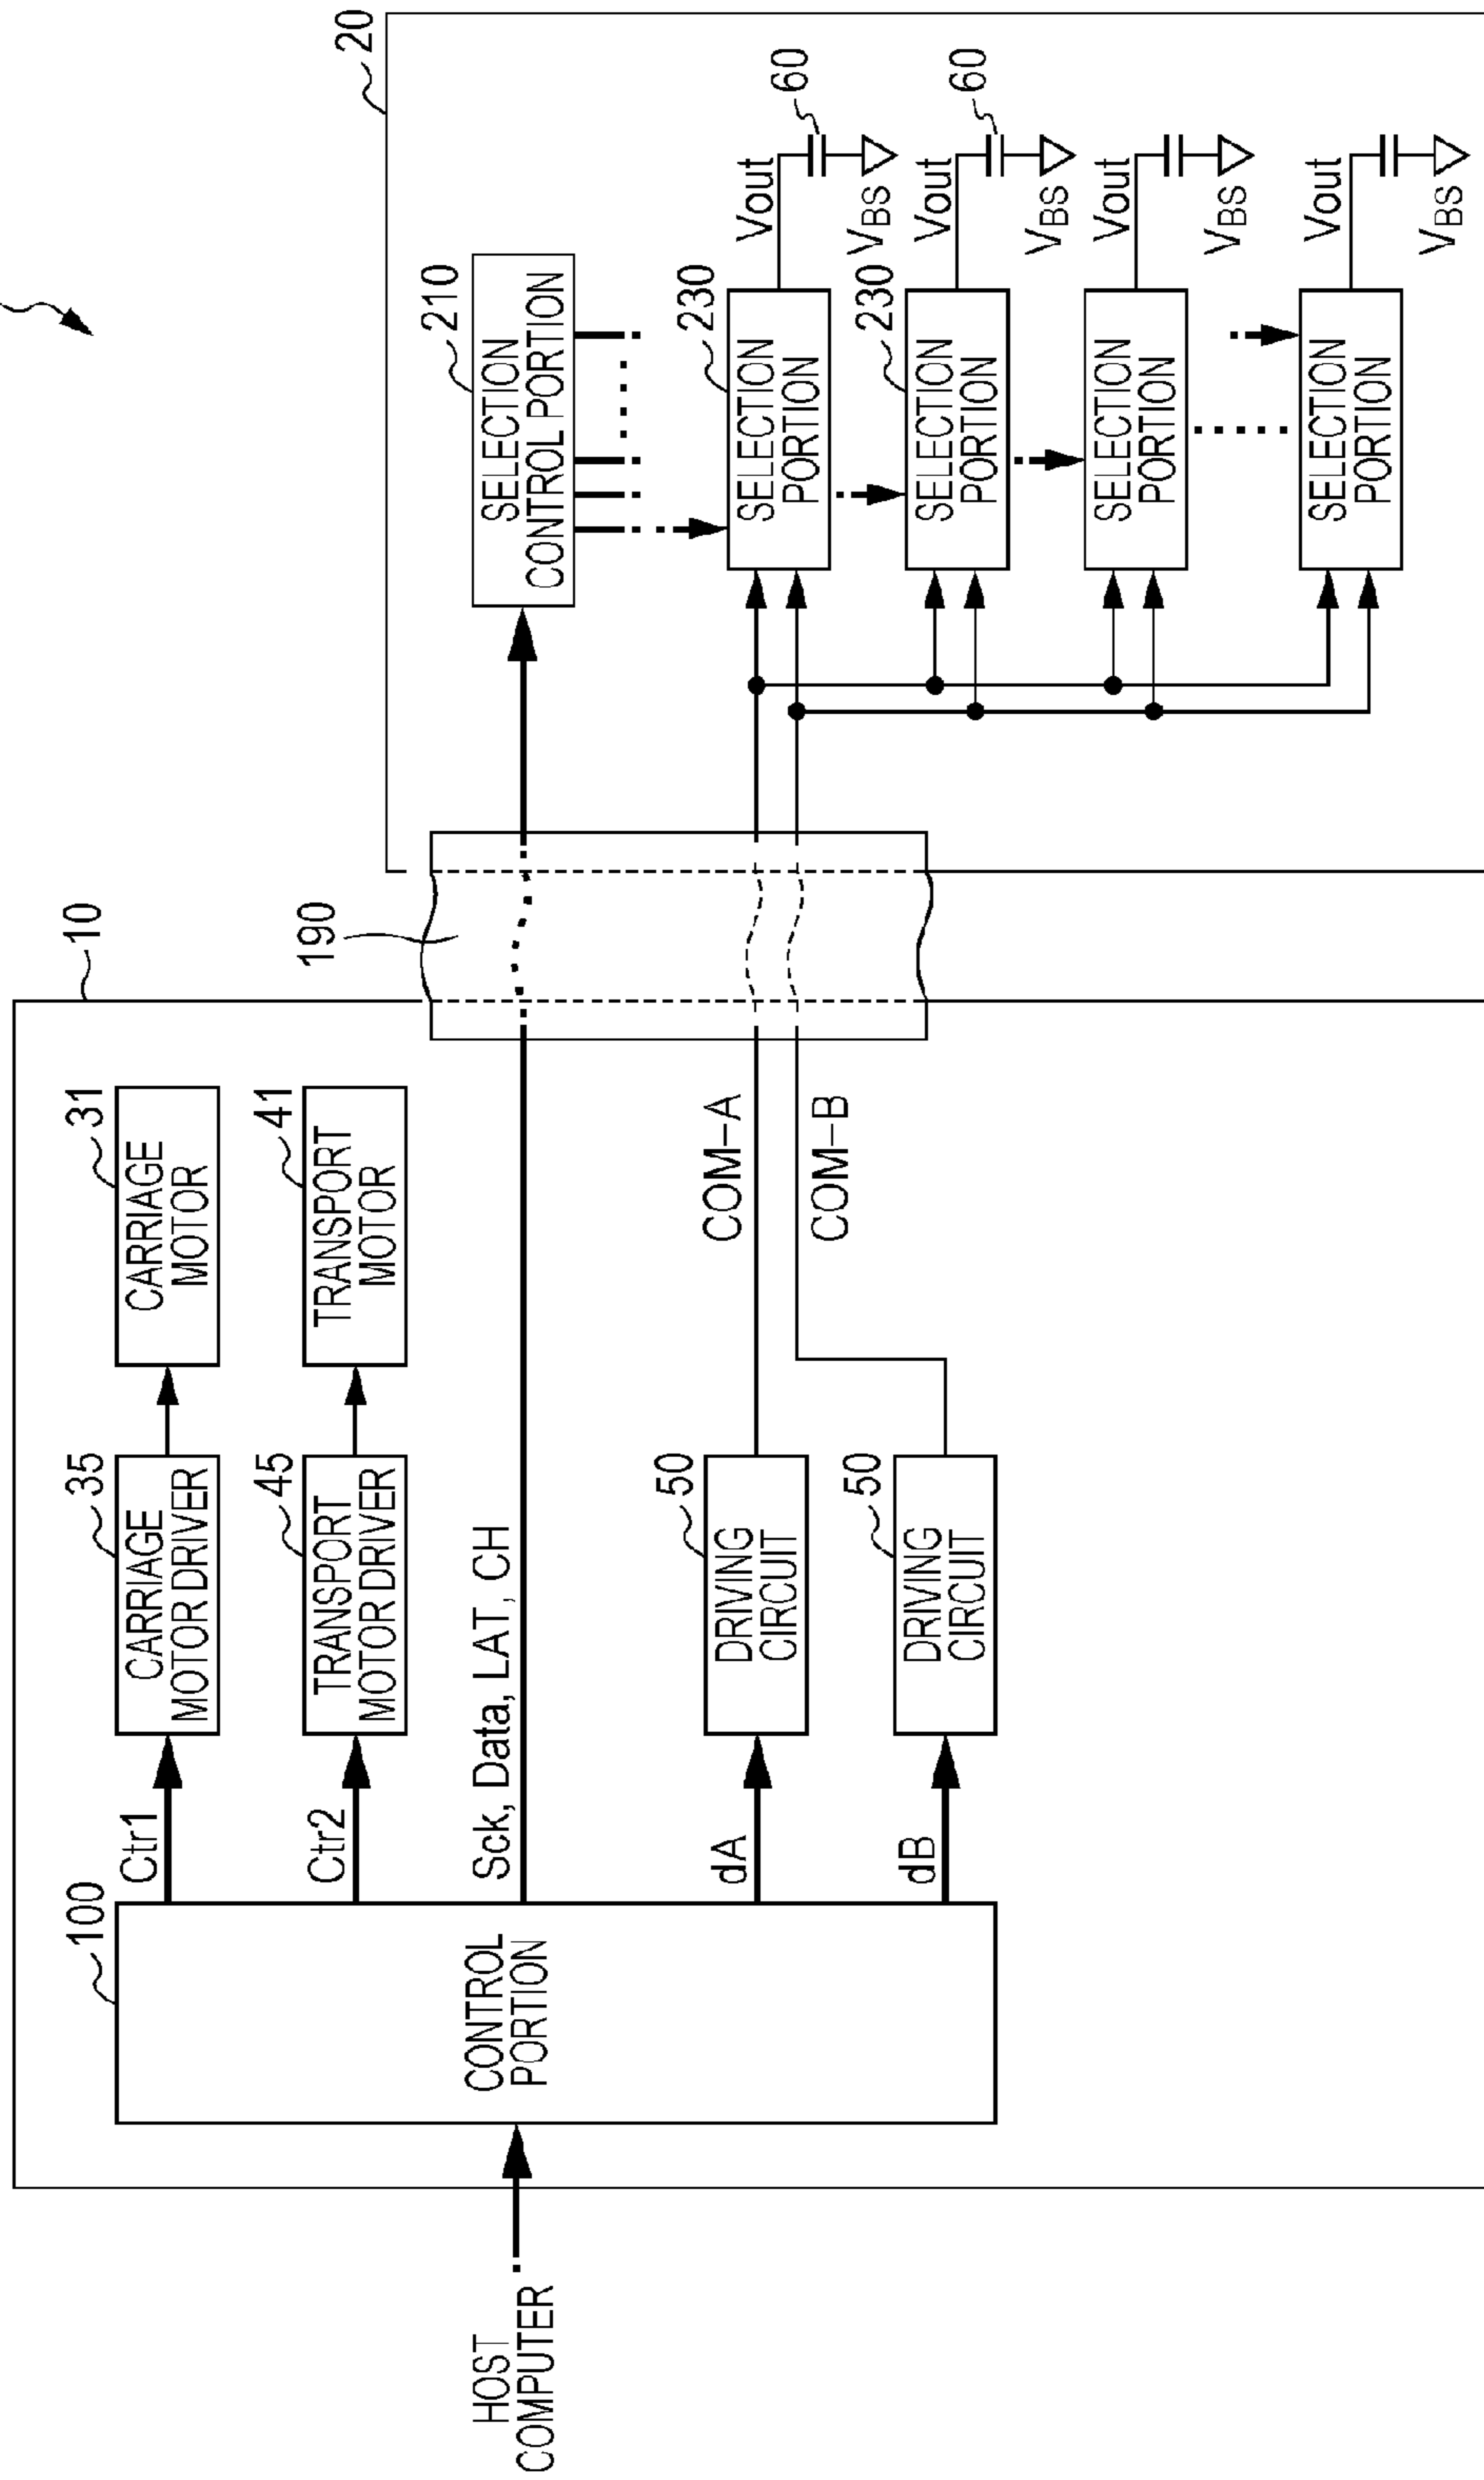 HOST
COMPUTER
10
100
CONTROL
PORTION
Ctr1
35
CARRIAGE
MOTOR DRIVER
31
CARRIAGE
MOTOR
Ctr2
45
TRANSPORT
MOTOR DRIVER
41
TRANSPORT
MOTOR
Sck, Data, LAT, CH
dA
50
DRIVING
CIRCUIT
COM-A
dB
50
DRIVING
CIRCUIT
COM-B
190
20
210
SELECTION
CONTROL PORTION
230
SELECTION
PORTION
Vout
60
VBS
230
SELECTION
PORTION
Vout
60
VBS
SELECTION
PORTION
Vout
VBS
SELECTION
PORTION
Vout
VBS